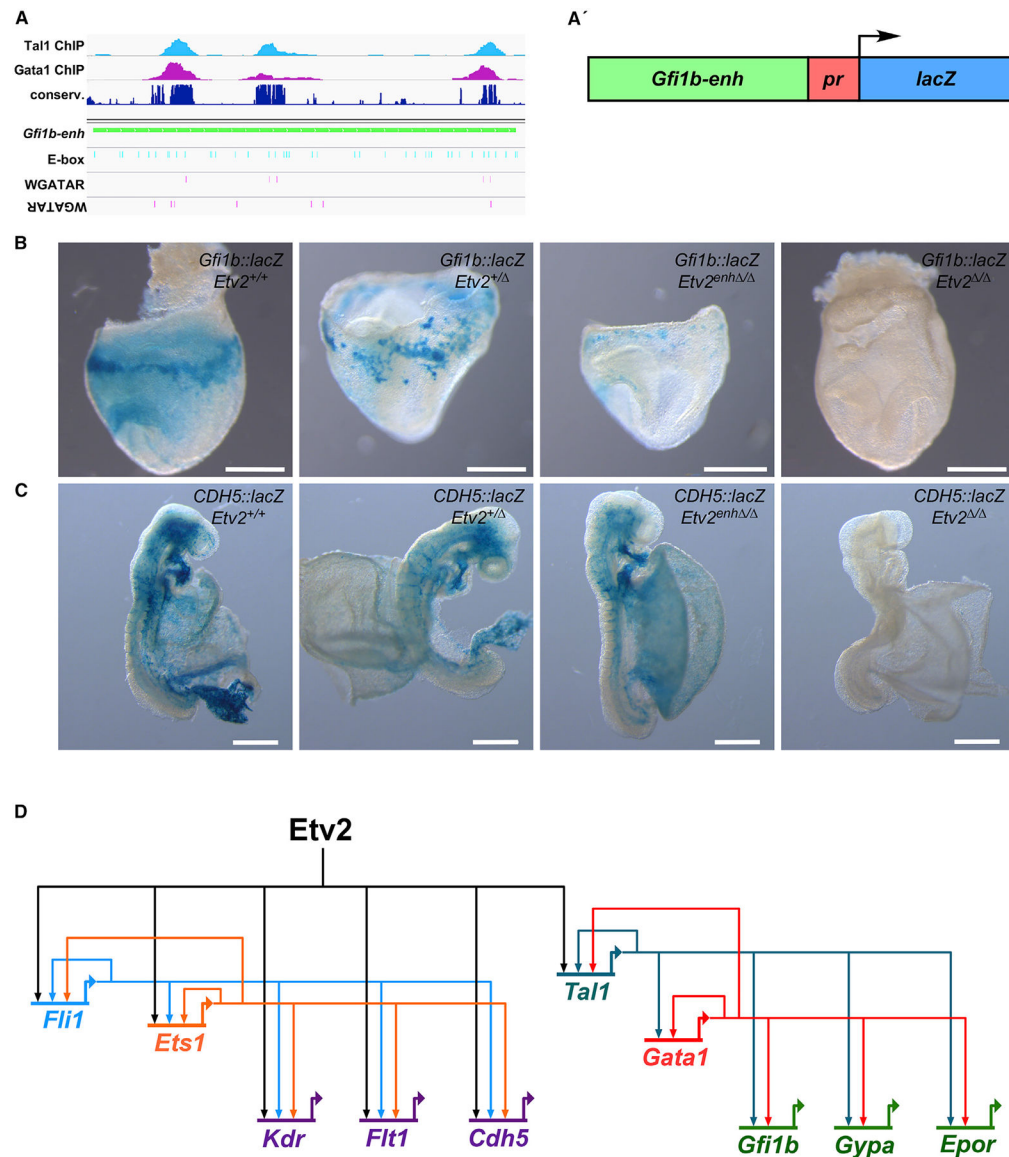 A
Tal1 ChIP
Gata1 ChIP
conserv.
Gfi1b-enh
E-box
WGATAR
WGATAR
A´
Gfi1b-enh pr lacZ
B
Gfi1b::lacZ
Etv2+/+
Gfi1b::lacZ
Etv2+/Δ
Gfi1b::lacZ
Etv2enhΔ/Δ
Gfi1b::lacZ
Etv2Δ/Δ
C
CDH5::lacZ
Etv2+/+
CDH5::lacZ
Etv2+/Δ
CDH5::lacZ
Etv2enhΔ/Δ
CDH5::lacZ
Etv2Δ/Δ
D
Etv2
Fli1
Ets1
Tal1
Gata1
Kdr
Flt1
Cdh5
Gfi1b
Gypa
Epor